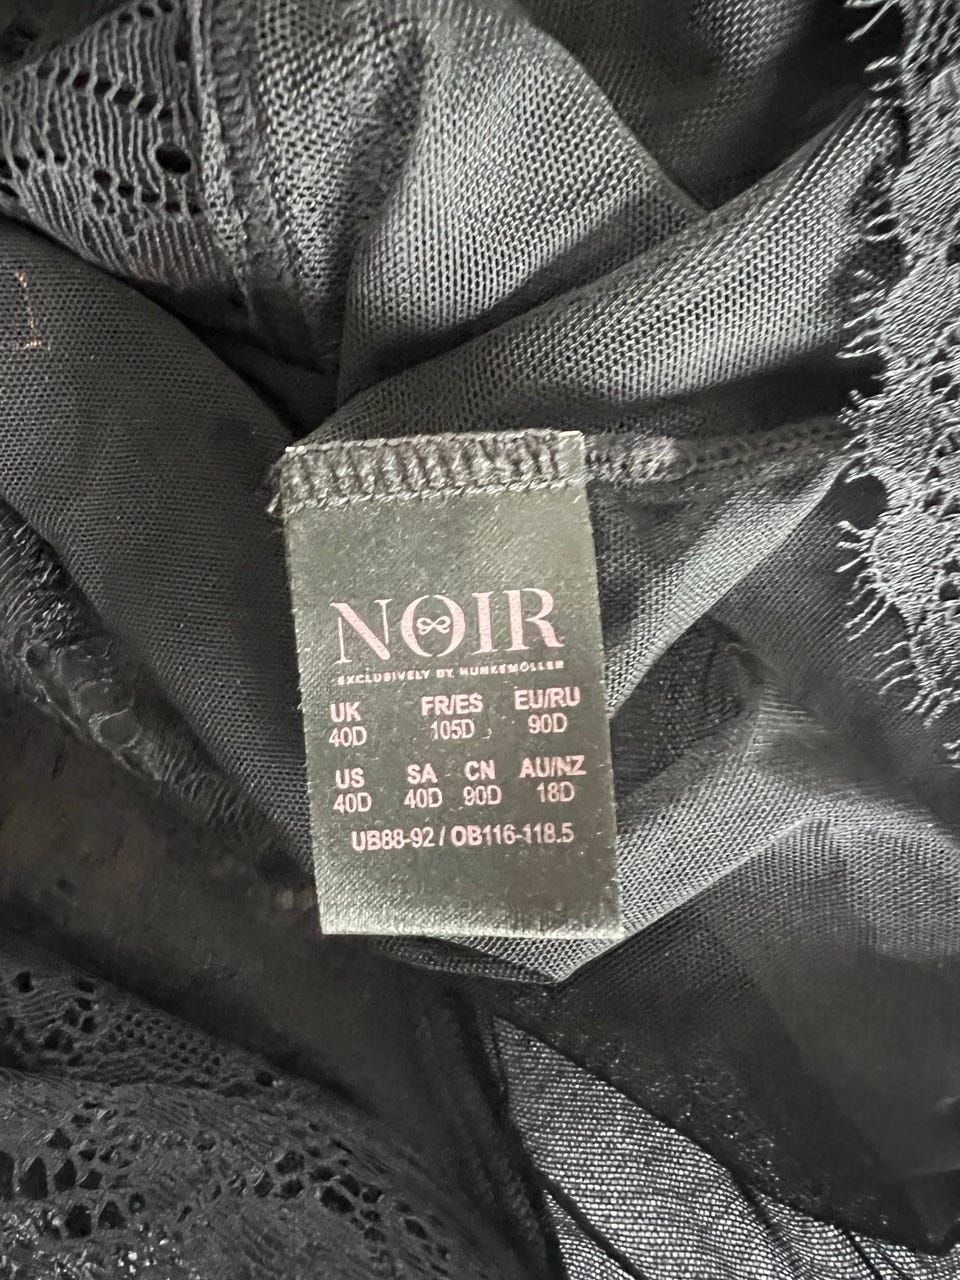 NOIR
EXCLUSIVELY BY HUNKEMÖLLER
UK FR/ES EU/RU
40D 105D 90D
US SA CN AU/NZ
40D 40D 90D 18D
UB88-92 / OB116-118.5